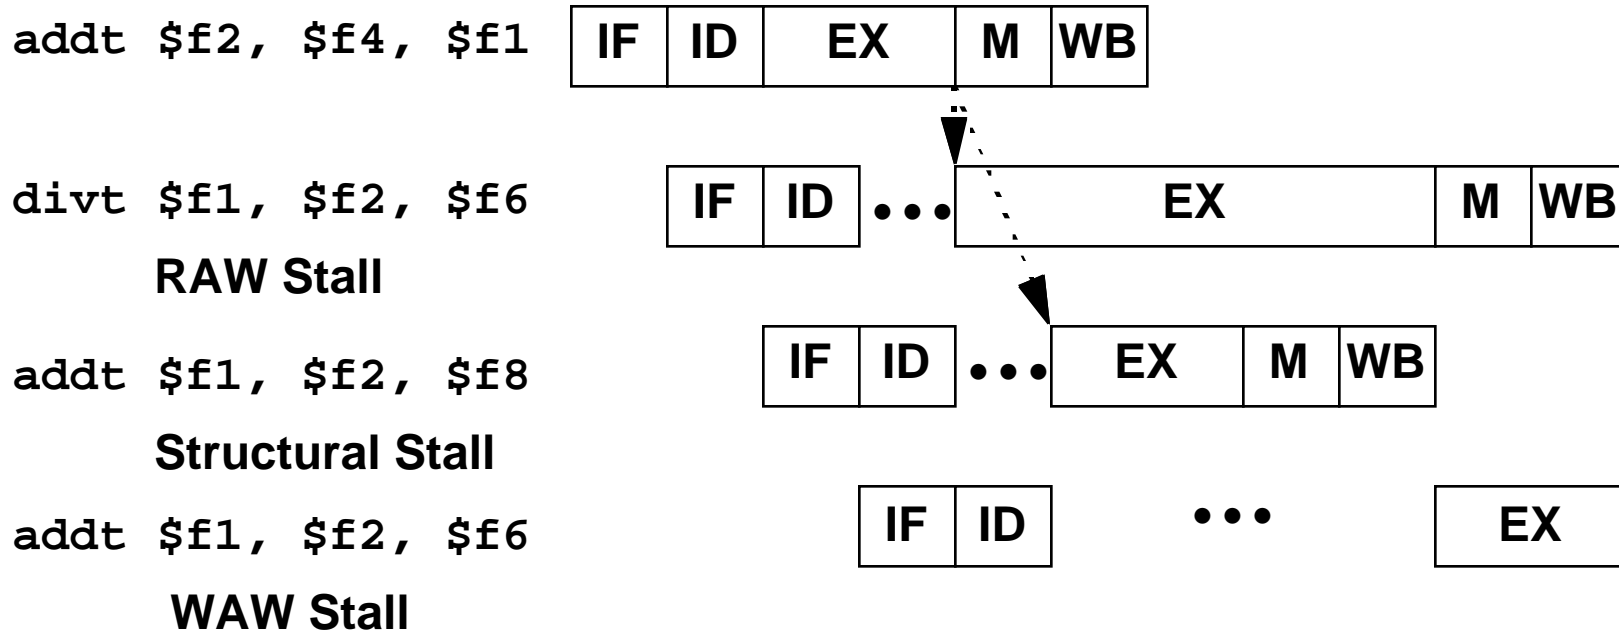 addt $f2, $f4, $f1 IF ID EX M WB
divt $f1, $f2, $f6 IF ID ••• EX M WB
RAW Stall
addt $f1, $f2, $f8 IF ID ••• EX M WB
Structural Stall
addt $f1, $f2, $f6 IF ID ••• EX
WAW Stall